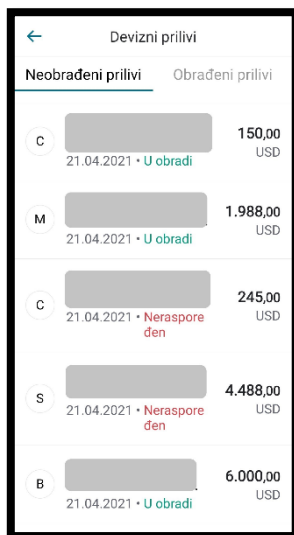 Devizni prilivi
Neobrađeni prilivi Obrađeni prilivi
C
150,00
21.04.2021 • U obradi USD
M
1.988,00
21.04.2021 • U obradi USD
C
245,00
21.04.2021 • Neraspore USD
đen
S
4.488,00
21.04.2021 • Neraspore USD
đen
B
6.000,00
21.04.2021 • U obradi USD